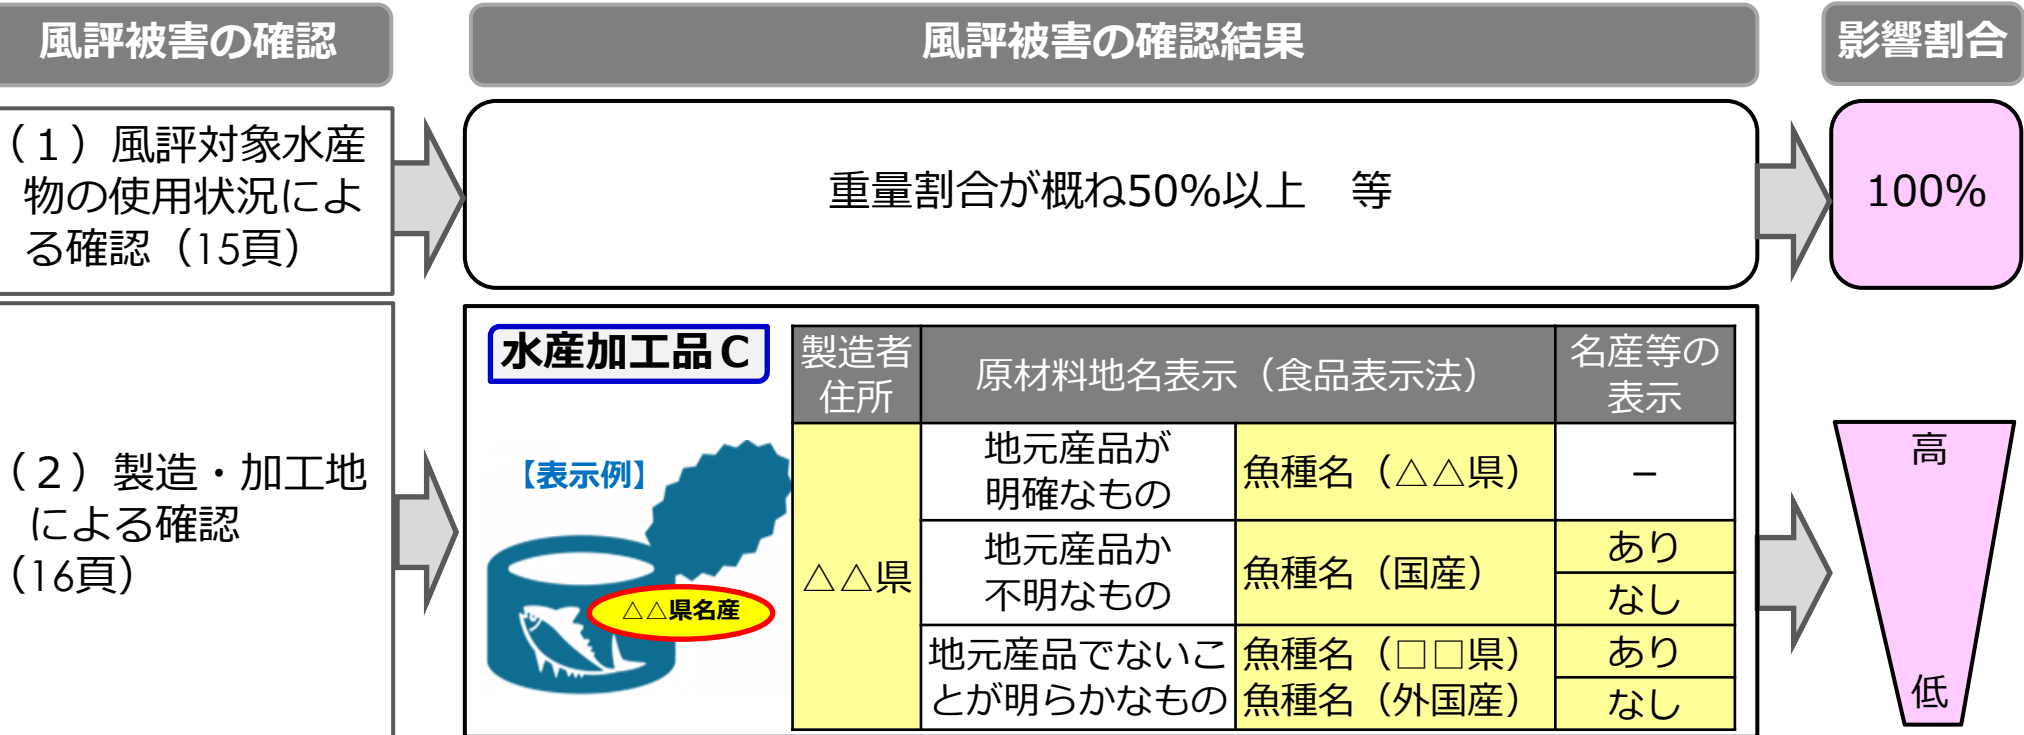 風評被害の確認
風評被害の確認結果
影響割合
（１）風評対象水産
物の使用状況によ
る確認（15頁）
重量割合が概ね50%以上　等
100%
（２）製造・加工地
による確認
（16頁）
水産加工品Ｃ
【表示例】
△△県名産
製造者
住所
原材料地名表示（食品表示法）
名産等の
表示
△△県
地元産品が
明確なもの
魚種名（△△県）
－
地元産品か
不明なもの
魚種名（国産）
あり
なし
地元産品でないこ
とが明らかなもの
魚種名（□□県）
魚種名（外国産）
あり
なし
高
低